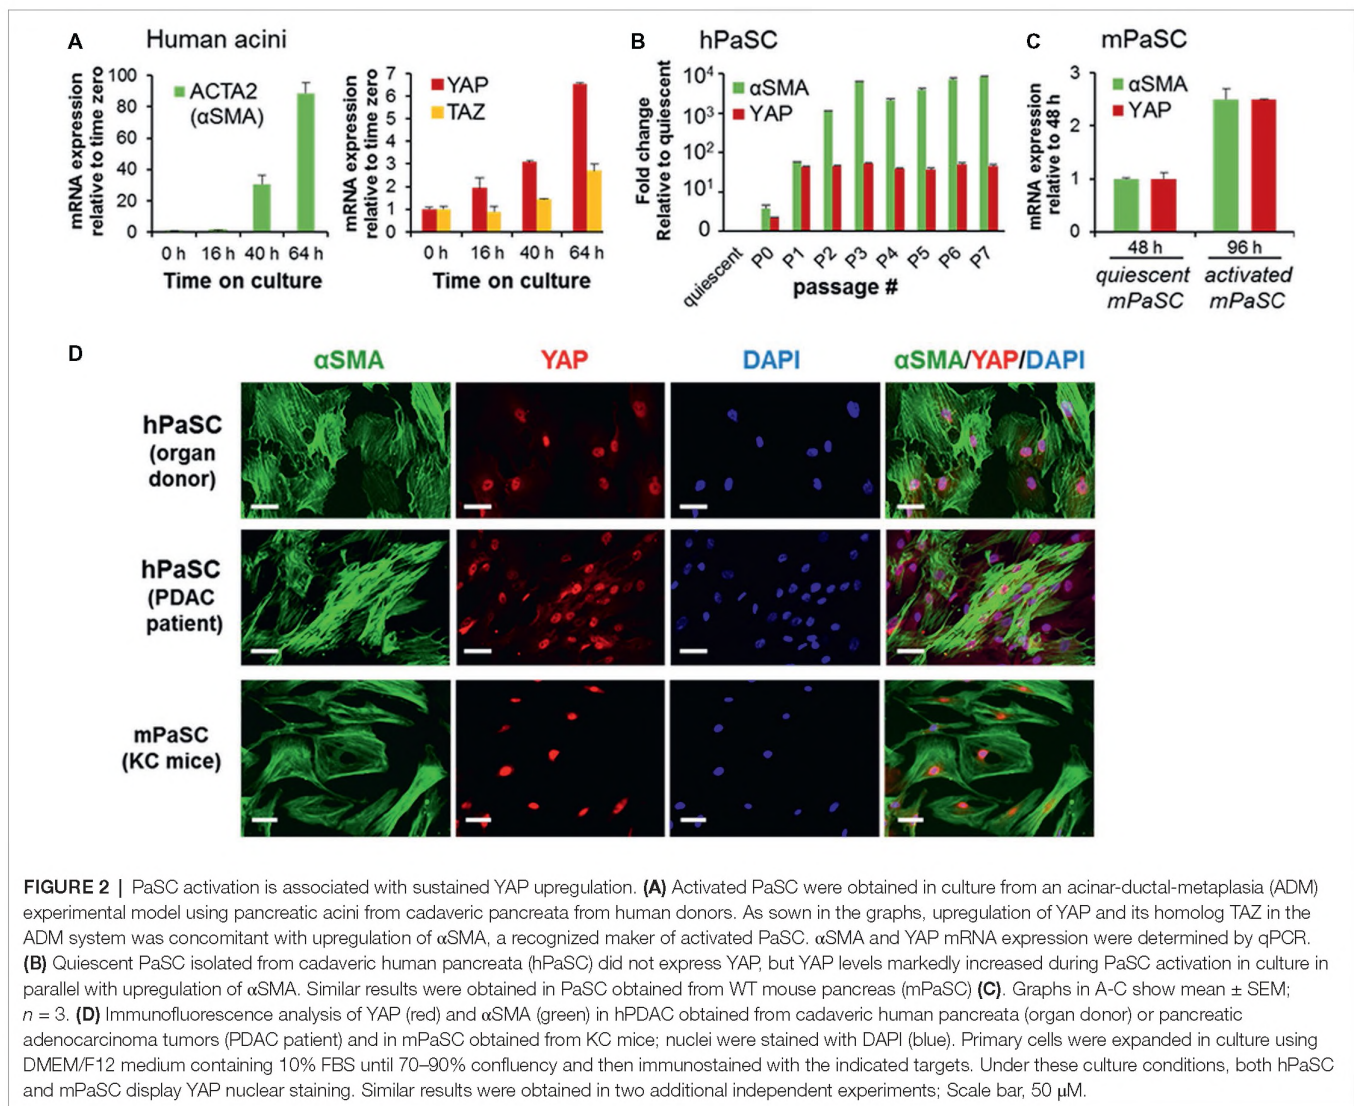 A
Human acini
mRNA expression
relative to time zero
100
80
60
40
20
0
ACTA2
(αSMA)
0 h 16 h 40 h 64 h
Time on culture
mRNA expression
relative to time zero
7
6
5
4
3
2
1
0
YAP
TAZ
0 h 16 h 40 h 64 h
Time on culture
B
hPaSC
Fold change
Relative to quiescent
10⁴
10³
10²
10¹
0
αSMA
YAP
quiescent P0 P1 P2 P3 P4 P5 P6 P7
passage #
C
mPaSC
mRNA expression
relative to 48 h
3
2
1
0
αSMA
YAP
48 h 96 h
quiescent activated
mPaSC mPaSC
D
αSMA YAP DAPI αSMA/YAP/DAPI
hPaSC
(organ
donor)
hPaSC
(PDAC
patient)
mPaSC
(KC mice)
FIGURE 2 | PaSC activation is associated with sustained YAP upregulation. (A) Activated PaSC were obtained in culture from an acinar-ductal-metaplasia (ADM)
experimental model using pancreatic acini from cadaveric pancreata from human donors. As sown in the graphs, upregulation of YAP and its homolog TAZ in the
ADM system was concomitant with upregulation of αSMA, a recognized maker of activated PaSC. αSMA and YAP mRNA expression were determined by qPCR.
(B) Quiescent PaSC isolated from cadaveric human pancreata (hPaSC) did not express YAP, but YAP levels markedly increased during PaSC activation in culture in
parallel with upregulation of αSMA. Similar results were obtained in PaSC obtained from WT mouse pancreas (mPaSC) (C). Graphs in A-C show mean ± SEM;
n = 3. (D) Immunofluorescence analysis of YAP (red) and αSMA (green) in hPDAC obtained from cadaveric human pancreata (organ donor) or pancreatic
adenocarcinoma tumors (PDAC patient) and in mPaSC obtained from KC mice; nuclei were stained with DAPI (blue). Primary cells were expanded in culture using
DMEM/F12 medium containing 10% FBS until 70–90% confluency and then immunostained with the indicated targets. Under these culture conditions, both hPaSC
and mPaSC display YAP nuclear staining. Similar results were obtained in two additional independent experiments; Scale bar, 50 μM.